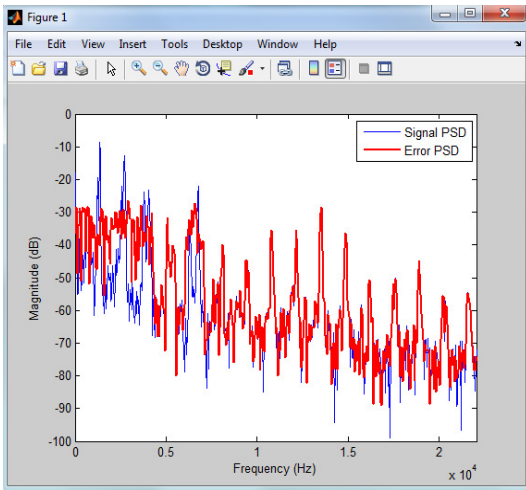 Figure 1
File Edit View Insert Tools Desktop Window Help
Signal PSD
Error PSD
Magnitude (dB)
0
-10
-20
-30
-40
-50
-60
-70
-80
-90
-100
0 0.5 1 1.5 2
x 10^4
Frequency (Hz)